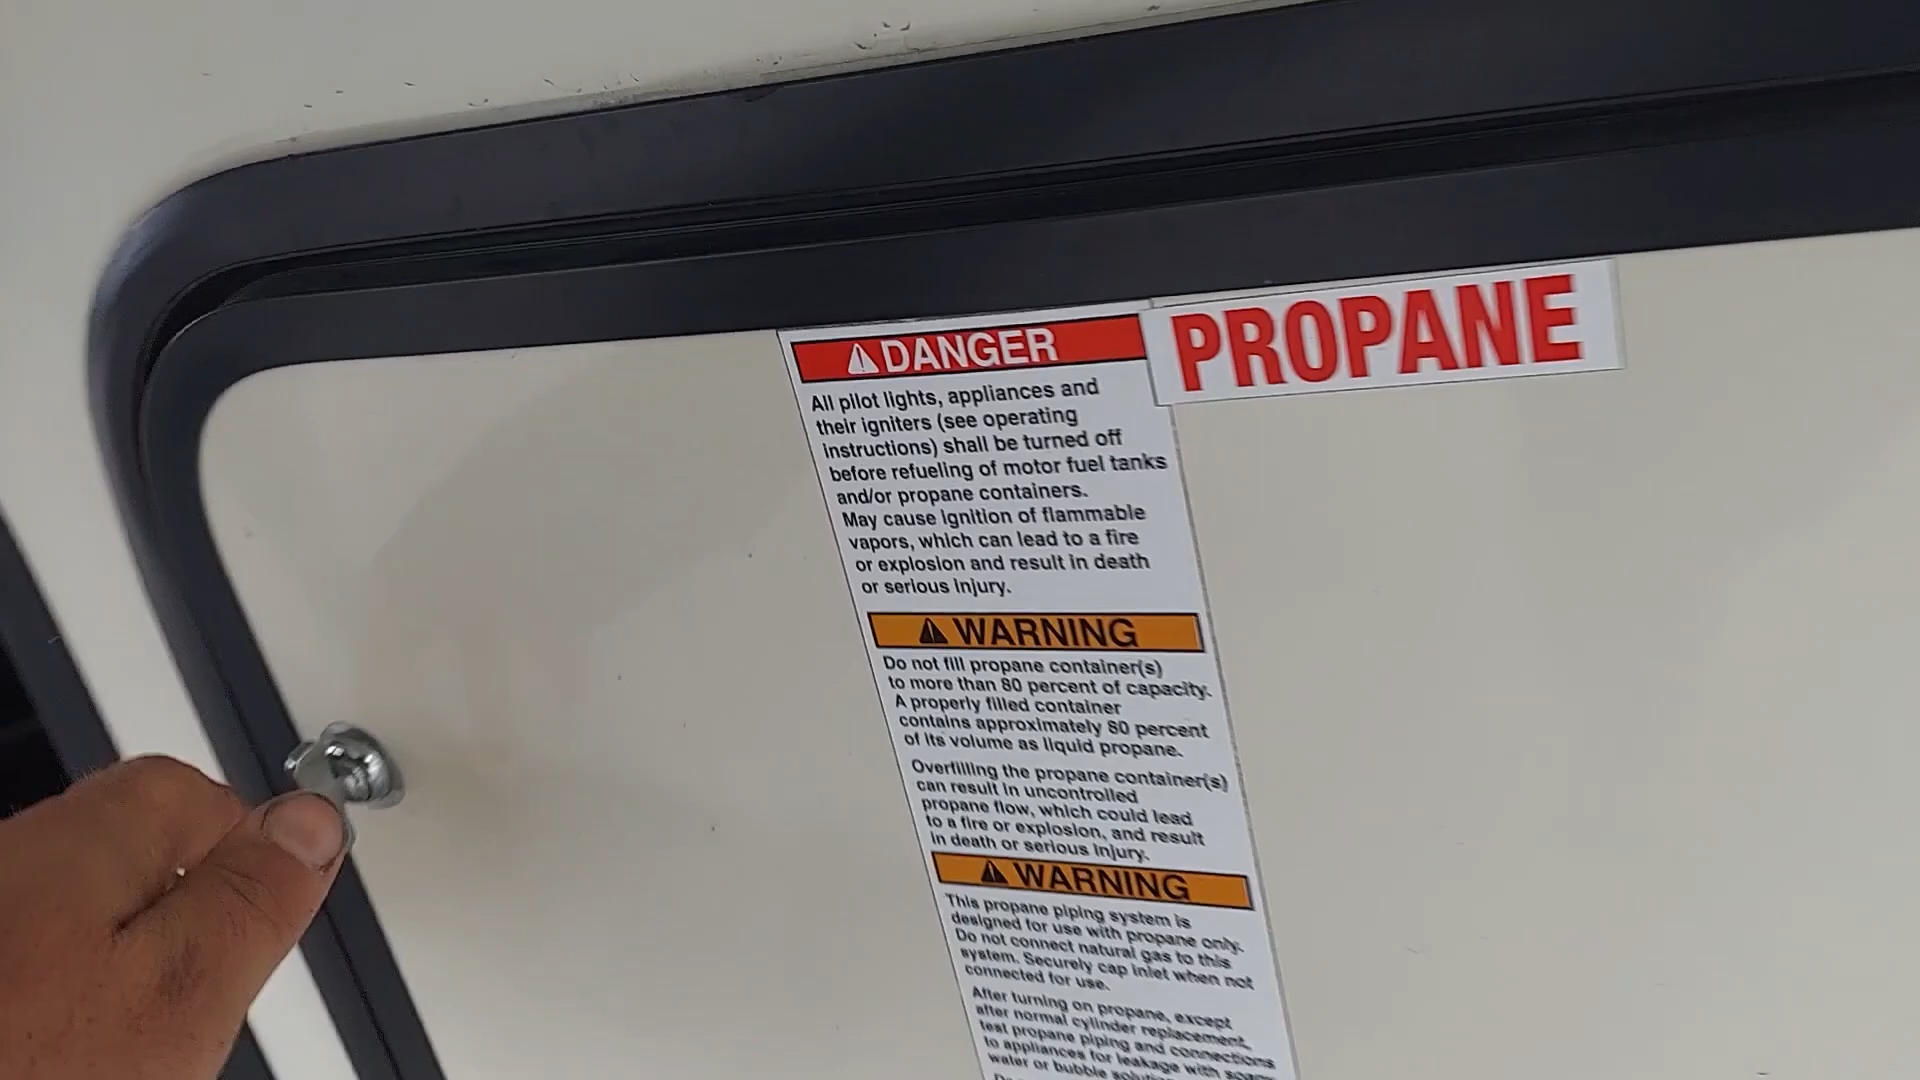 DANGER
PROPANE
All pilot lights, appliances and
their igniters (see operating
instructions) shall be turned off
before refueling of motor fuel tanks
and/or propane containers.
May cause ignition of flammable
vapors, which can lead to a fire
or explosion and result in death
or serious injury.
WARNING
Do not fill propane container(s)
to more than 80 percent of capacity.
A properly filled container
contains approximately 80 percent
of its volume as liquid propane.
Overfilling the propane container(s)
can result in uncontrolled
propane flow, which could lead
to a fire or explosion, and result
in death or serious injury.
WARNING
This propane piping system is
designed for use with propane only.
Do not connect natural gas to this
system. Securely cap inlet when not
connected for use.
After turning on propane, except
after normal cylinder replacement,
test propane piping and connections
to appliances for leakage with soapy
water or bubble